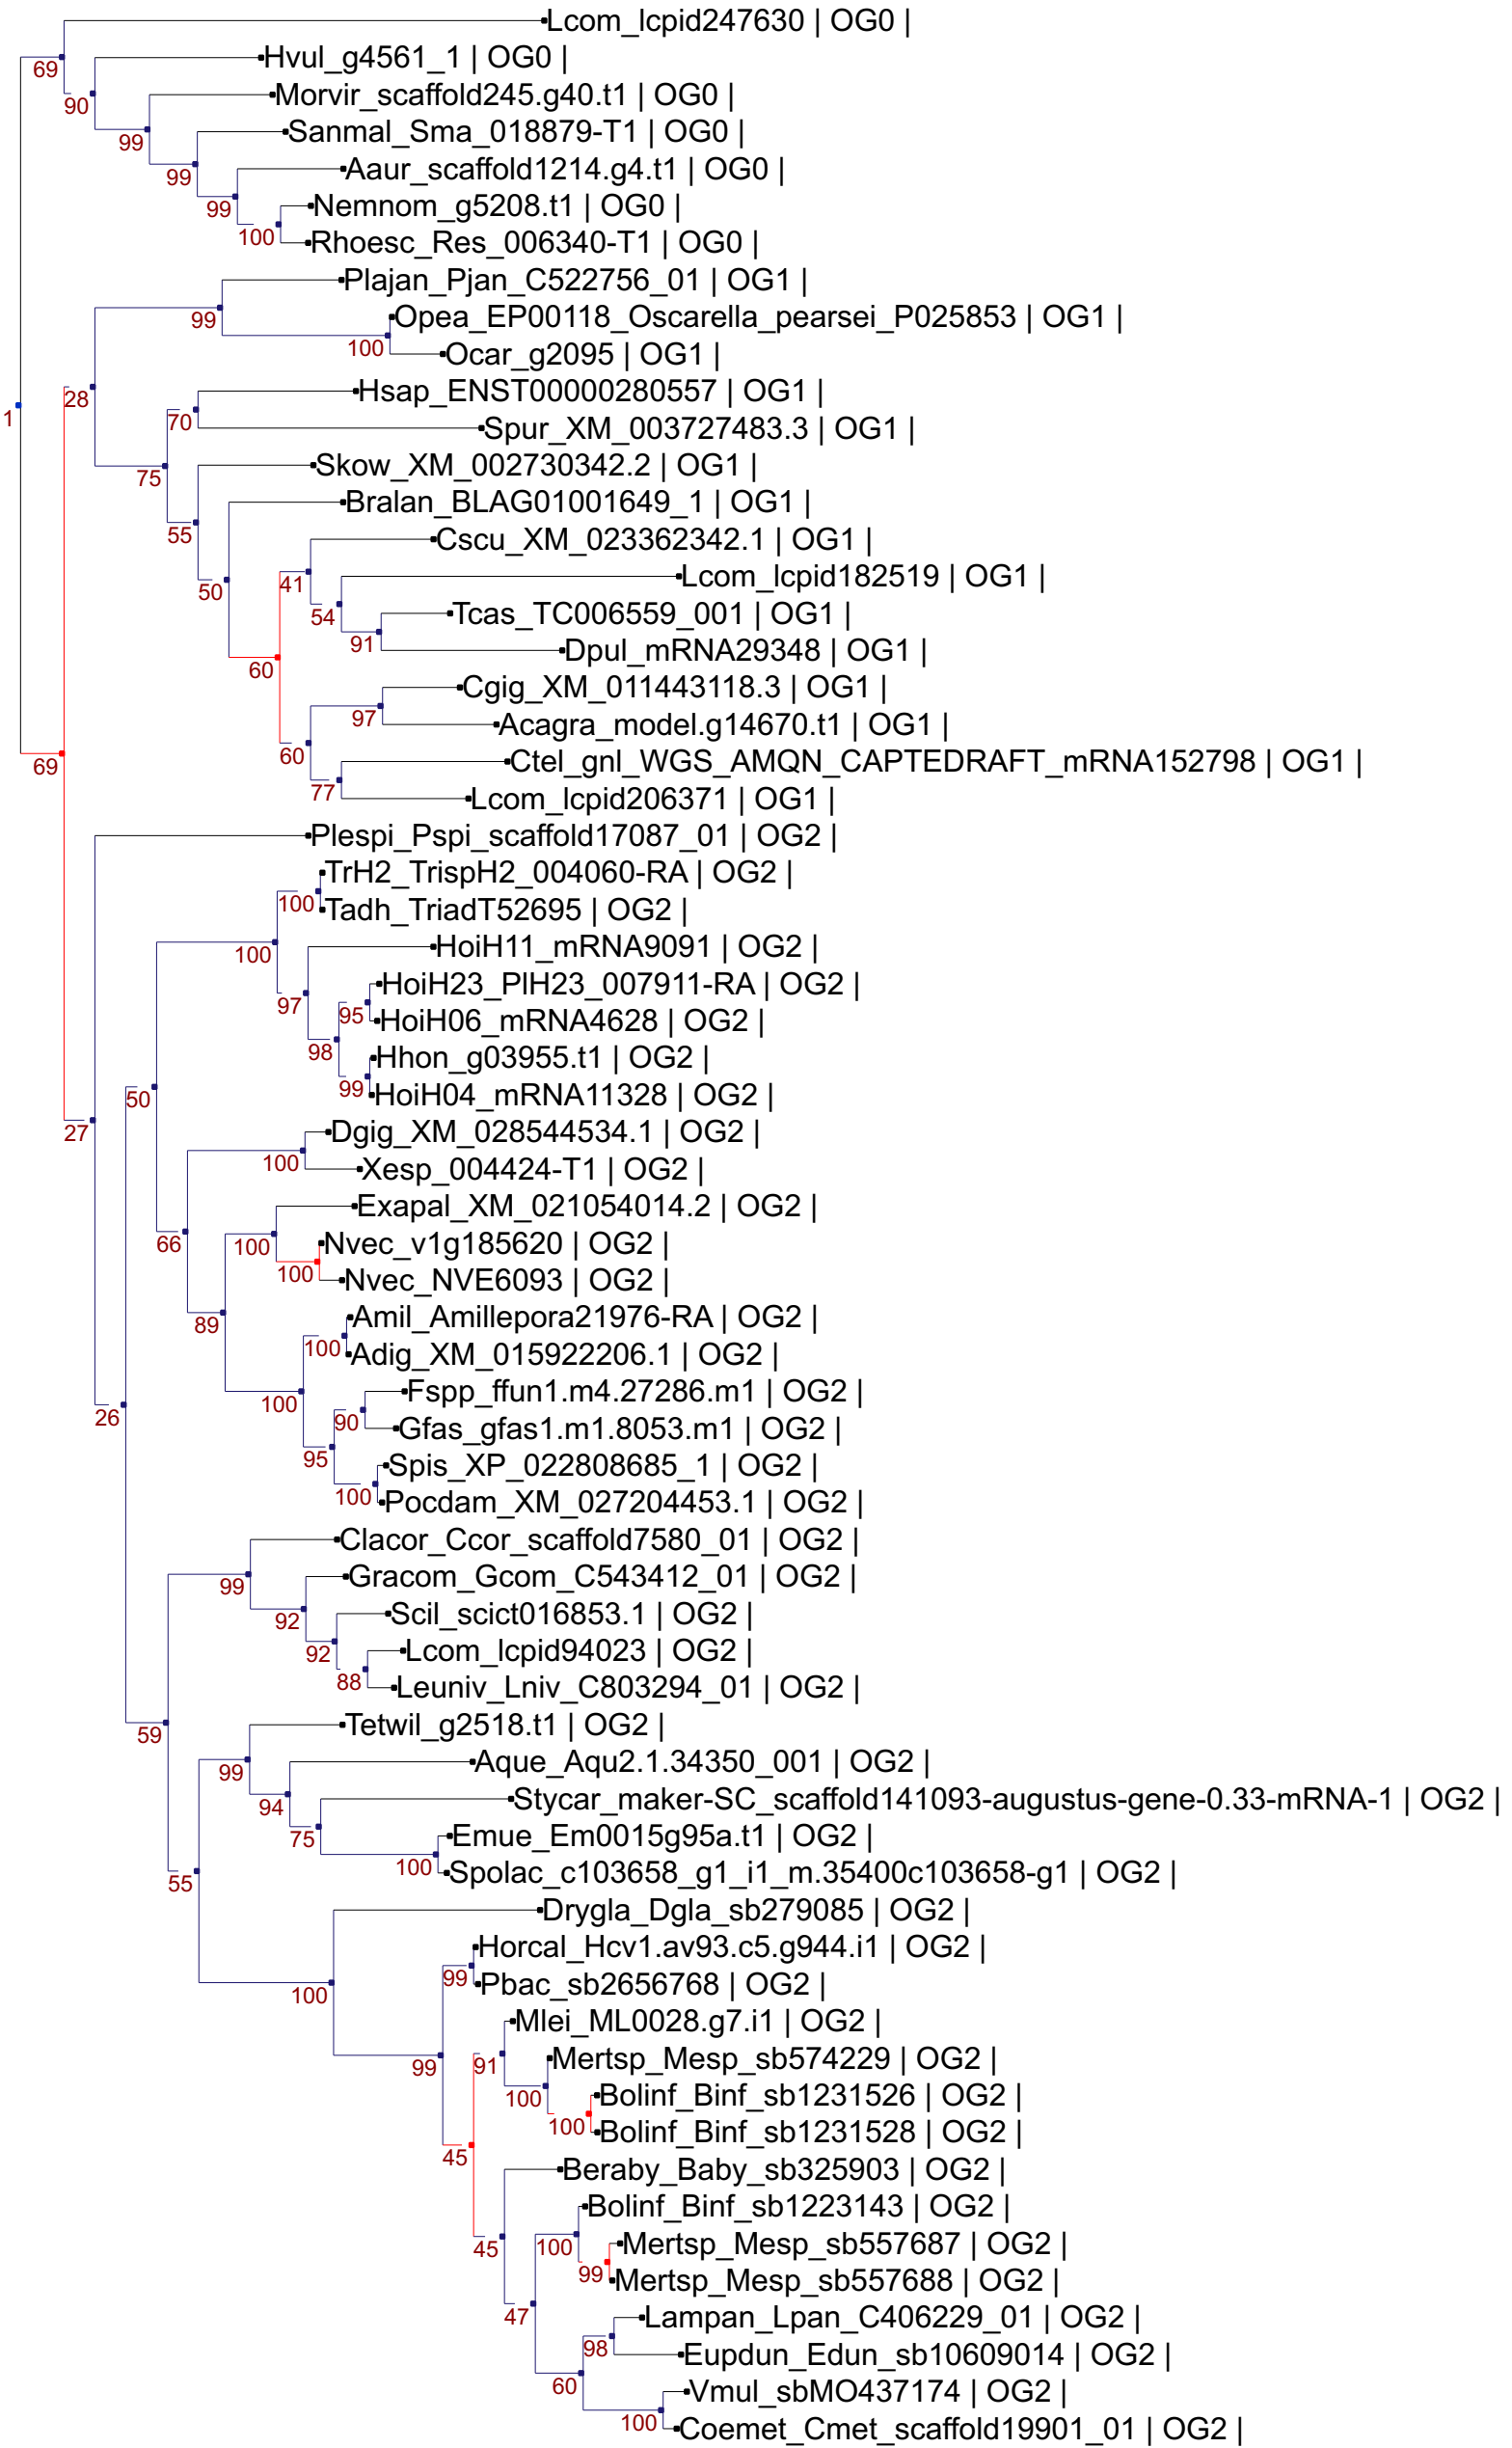 Lcom_lcpid247630 | OG0 |
Hvul_g4561_1 | OG0 |
69
Morvir_scaffold245.g40.t1 | OG0 |
90
Sanmal_Sma_018879-T1 | OG0 |
99
Aaur_scaffold1214.g4.t1 | OG0 |
99
Nemnom_g5208.t1 | OG0 |
99
100
Rhoesc_Res_006340-T1 | OG0 |
Plajan_Pjan_C522756_01 | OG1 |
99
Opea_EP00118_Oscarella_pearsei_P025853 | OG1 |
100
Ocar_g2095 | OG1 |
Hsap_ENST00000280557 | OG1 |
28
1
70
Spur_XM_003727483.3 | OG1 |
Skow_XM_002730342.2 | OG1 |
75
Bralan_BLAG01001649_1 | OG1 |
55
Cscu_XM_023362342.1 | OG1 |
Lcom_lcpid182519 | OG1 |
41
50
Tcas_TC006559_001 | OG1 |
54
91
Dpul_mRNA29348 | OG1 |
60
Cgig_XM_011443118.3 | OG1 |
97
Acagra_model.g14670.t1 | OG1 |
60
Ctel_gnl_WGS_AMQN_CAPTEDRAFT_mRNA152798 | OG1 |
69
77
Lcom_lcpid206371 | OG1 |
Plespi_Pspi_scaffold17087_01 | OG2 |
TrH2_TrispH2_004060-RA | OG2 |
100
Tadh_TriadT52695 | OG2 |
100
HoiH11_mRNA9091 | OG2 |
HoiH23_PlH23_007911-RA | OG2 |
97
95
HoiH06_mRNA4628 | OG2 |
98
Hhon_g03955.t1 | OG2 |
99
HoiH04_mRNA11328 | OG2 |
50
27
Dgig_XM_028544534.1 | OG2 |
100
Xesp_004424-T1 | OG2 |
Exapal_XM_021054014.2 | OG2 |
66
100
Nvec_v1g185620 | OG2 |
100
Nvec_NVE6093 | OG2 |
89
Amil_Amillepora21976-RA | OG2 |
100
Adig_XM_015922206.1 | OG2 |
100
Fspp_ffun1.m4.27286.m1 | OG2 |
26
90
Gfas_gfas1.m1.8053.m1 | OG2 |
95
Spis_XP_022808685_1 | OG2 |
100
Pocdam_XM_027204453.1 | OG2 |
Clacor_Ccor_scaffold7580_01 | OG2 |
99
Gracom_Gcom_C543412_01 | OG2 |
92
Scil_scict016853.1 | OG2 |
92
Lcom_lcpid94023 | OG2 |
88
Leuniv_Lniv_C803294_01 | OG2 |
59
Tetwil_g2518.t1 | OG2 |
99
Aque_Aqu2.1.34350_001 | OG2 |
94
Stycar_maker-SC_scaffold141093-augustus-gene-0.33-mRNA-1 | OG2 |
75
Emue_Em0015g95a.t1 | OG2 |
100
Spolac_c103658_g1_i1_m.35400c103658-g1 | OG2 |
55
Drygla_Dgla_sb279085 | OG2 |
Horcal_Hcv1.av93.c5.g944.i1 | OG2 |
99
Pbac_sb2656768 | OG2 |
100
Mlei_ML0028.g7.i1 | OG2 |
Mertsp_Mesp_sb574229 | OG2 |
99
91
Bolinf_Binf_sb1231526 | OG2 |
100
100
Bolinf_Binf_sb1231528 | OG2 |
45
Beraby_Baby_sb325903 | OG2 |
Bolinf_Binf_sb1223143 | OG2 |
45
100
Mertsp_Mesp_sb557687 | OG2 |
99
Mertsp_Mesp_sb557688 | OG2 |
47
Lampan_Lpan_C406229_01 | OG2 |
98
Eupdun_Edun_sb10609014 | OG2 |
60
Vmul_sbMO437174 | OG2 |
100
Coemet_Cmet_scaffold19901_01 | OG2 |